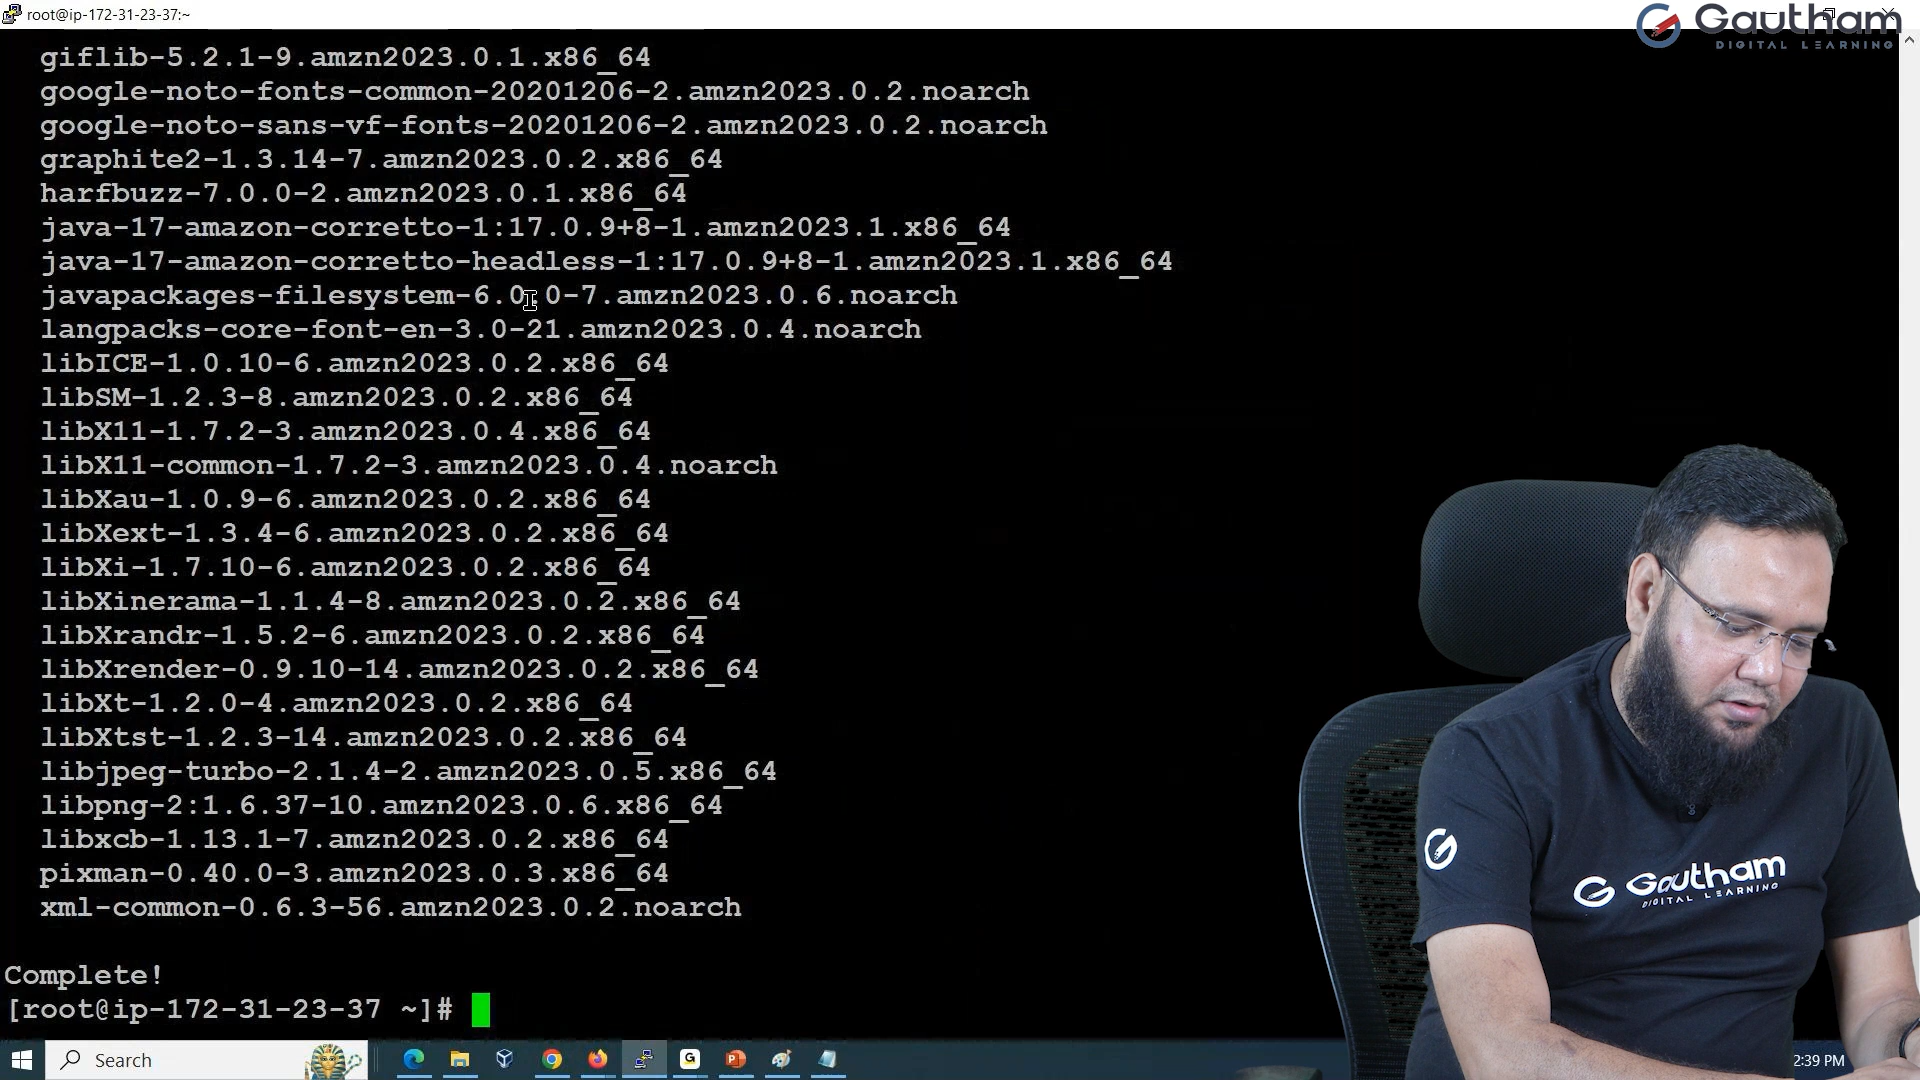 root@ip-172-31-23-37:~
Gautham
DIGITAL LEARNING
giflib-5.2.1-9.amzn2023.0.1.x86_64
google-noto-fonts-common-20201206-2.amzn2023.0.2.noarch
google-noto-sans-vf-fonts-20201206-2.amzn2023.0.2.noarch
graphite2-1.3.14-7.amzn2023.0.2.x86_64
harfbuzz-7.0.0-2.amzn2023.0.1.x86_64
java-17-amazon-corretto-1:17.0.9+8-1.amzn2023.1.x86_64
java-17-amazon-corretto-headless-1:17.0.9+8-1.amzn2023.1.x86_64
javapackages-filesystem-6.0.0-7.amzn2023.0.6.noarch
langpacks-core-font-en-3.0-21.amzn2023.0.4.noarch
libICE-1.0.10-6.amzn2023.0.2.x86_64
libSM-1.2.3-8.amzn2023.0.2.x86_64
libX11-1.7.2-3.amzn2023.0.4.x86_64
libX11-common-1.7.2-3.amzn2023.0.4.noarch
libXau-1.0.9-6.amzn2023.0.2.x86_64
libXext-1.3.4-6.amzn2023.0.2.x86_64
libXi-1.7.10-6.amzn2023.0.2.x86_64
libXinerama-1.1.4-8.amzn2023.0.2.x86_64
libXrandr-1.5.2-6.amzn2023.0.2.x86_64
libXrender-0.9.10-14.amzn2023.0.2.x86_64
libXt-1.2.0-4.amzn2023.0.2.x86_64
libXtst-1.2.3-14.amzn2023.0.2.x86_64
libjpeg-turbo-2.1.4-2.amzn2023.0.5.x86_64
libpng-2:1.6.37-10.amzn2023.0.6.x86_64
libxcb-1.13.1-7.amzn2023.0.2.x86_64
pixman-0.40.0-3.amzn2023.0.3.x86_64
xml-common-0.6.3-56.amzn2023.0.2.noarch
Complete!
[root@ip-172-31-23-37 ~]#
Gautham
DIGITAL LEARNING
Search
2:39 PM